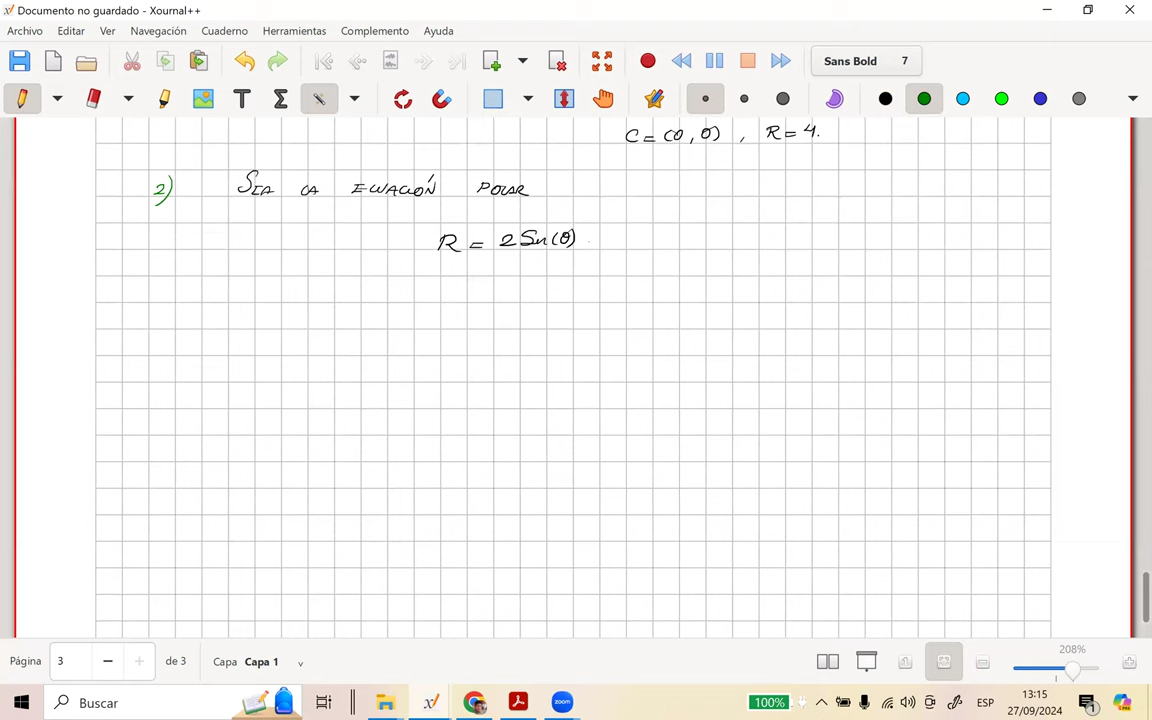 Documento no guardado - Xournal++
Archivo Editar Ver Navegación Cuaderno Herramientas Complemento Ayuda
Sans Bold 7
C = (0, 0) , R = 4.
2) SEA LA ECUACIÓN POLAR
R = 2 Sen(θ)
Página 3 de 3 Capa Capa 1 208%
Buscar 100% ESP 13:15
27/09/2024